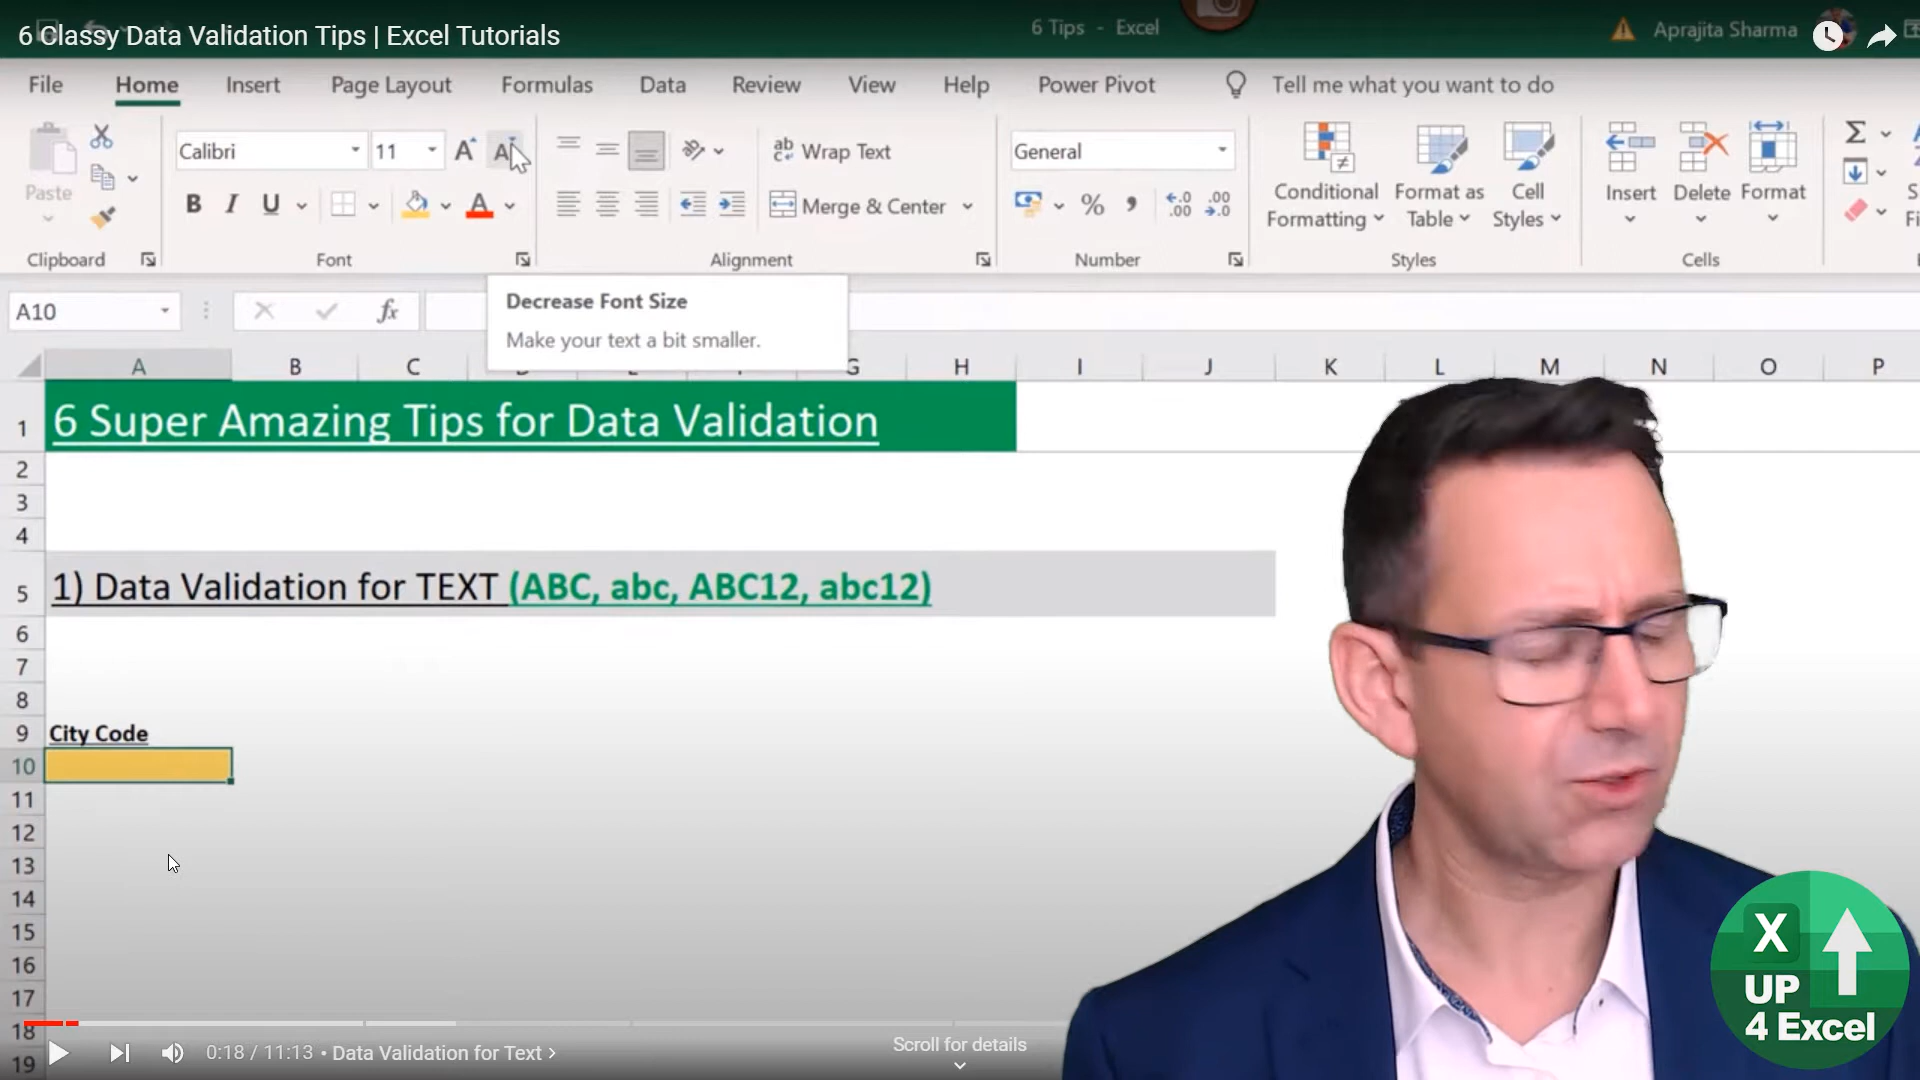 6 Classy Data Validation Tips | Excel Tutorials
6 Tips - Excel
Aprajita Sharma
File Home Insert Page Layout Formulas Data Review View Help Power Pivot Tell me what you want to do
Paste
Calibri 11
Wrap Text
General
B I U
Merge & Center
% ,
Conditional Formatting
Format as Table
Cell Styles
Insert
Delete
Format
Clipboard Font Alignment Number Styles Cells
A10
fx
Decrease Font Size
Make your text a bit smaller.
A B C G H I J K L M N O P
1 6 Super Amazing Tips for Data Validation
2
3
4
5 1) Data Validation for TEXT (ABC, abc, ABC12, abc12)
6
7
8
9 City Code
10
11
12
13
14
15
16
17
18
19
0:18 / 11:13 • Data Validation for Text
Scroll for details
X
UP
4 Excel